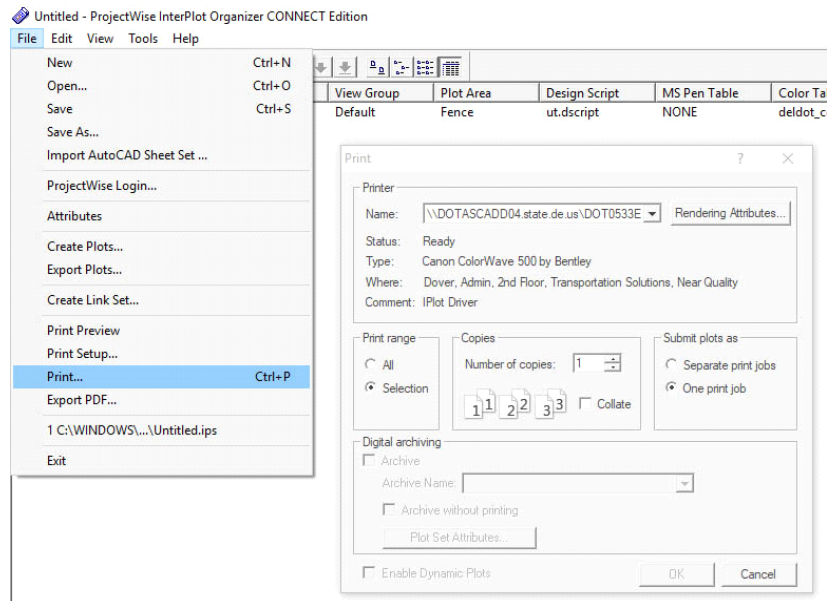 Untitled - ProjectWise InterPlot Organizer CONNECT Edition
File Edit View Tools Help
New Ctrl+N
Open... Ctrl+O
Save Ctrl+S
Save As...
Import AutoCAD Sheet Set ...
ProjectWise Login...
Attributes
Create Plots...
Export Plots...
Create Link Set...
Print Preview
Print Setup...
Print... Ctrl+P
Export PDF...
1 C:\WINDOWS\...\Untitled.ips
Exit
View Group Plot Area Design Script MS Pen Table Color Ta
Default Fence ut.dscript NONE deldot_c
Print ?
Printer
Name: \\DOTASCADD04.state.de.us\DOT0533E Rendering Attributes...
Status: Ready
Type: Canon ColorWave 500 by Bentley
Where: Dover, Admin, 2nd Floor, Transportation Solutions, Near Quality
Comment: IPlot Driver
Print range Copies Submit plots as
All Number of copies: 1 Separate print jobs
Selection 1 1 2 2 3 3 Collate One print job
Digital archiving
Archive
Archive Name:
Archive without printing
Plot Set Attributes...
Enable Dynamic Plots OK Cancel